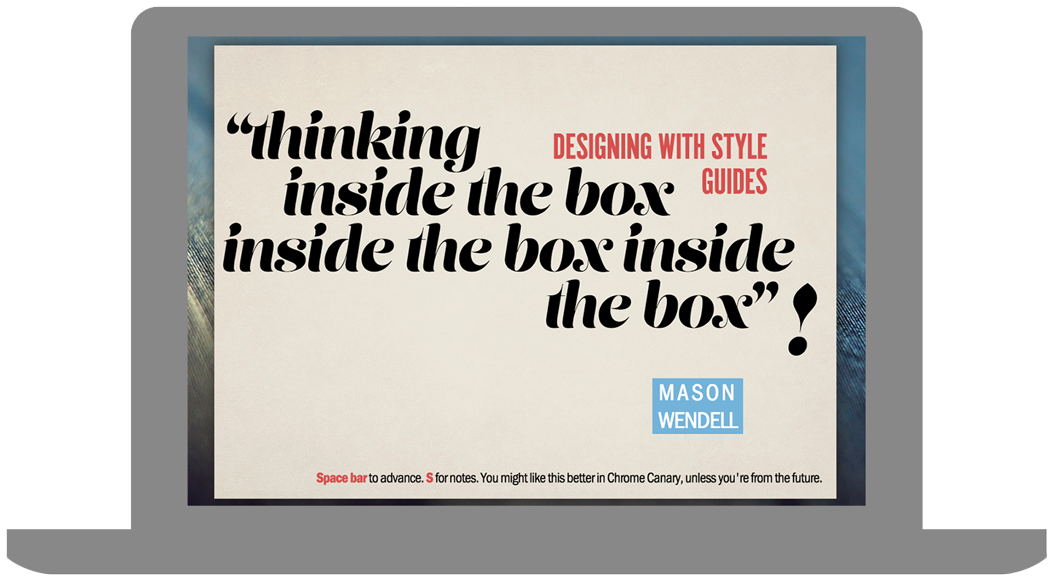 “thinking
inside the box
inside the box inside
the box”!
DESIGNING WITH STYLE
GUIDES
MASON
WENDELL
Space bar to advance. S for notes. You might like this better in Chrome Canary, unless you're from the future.